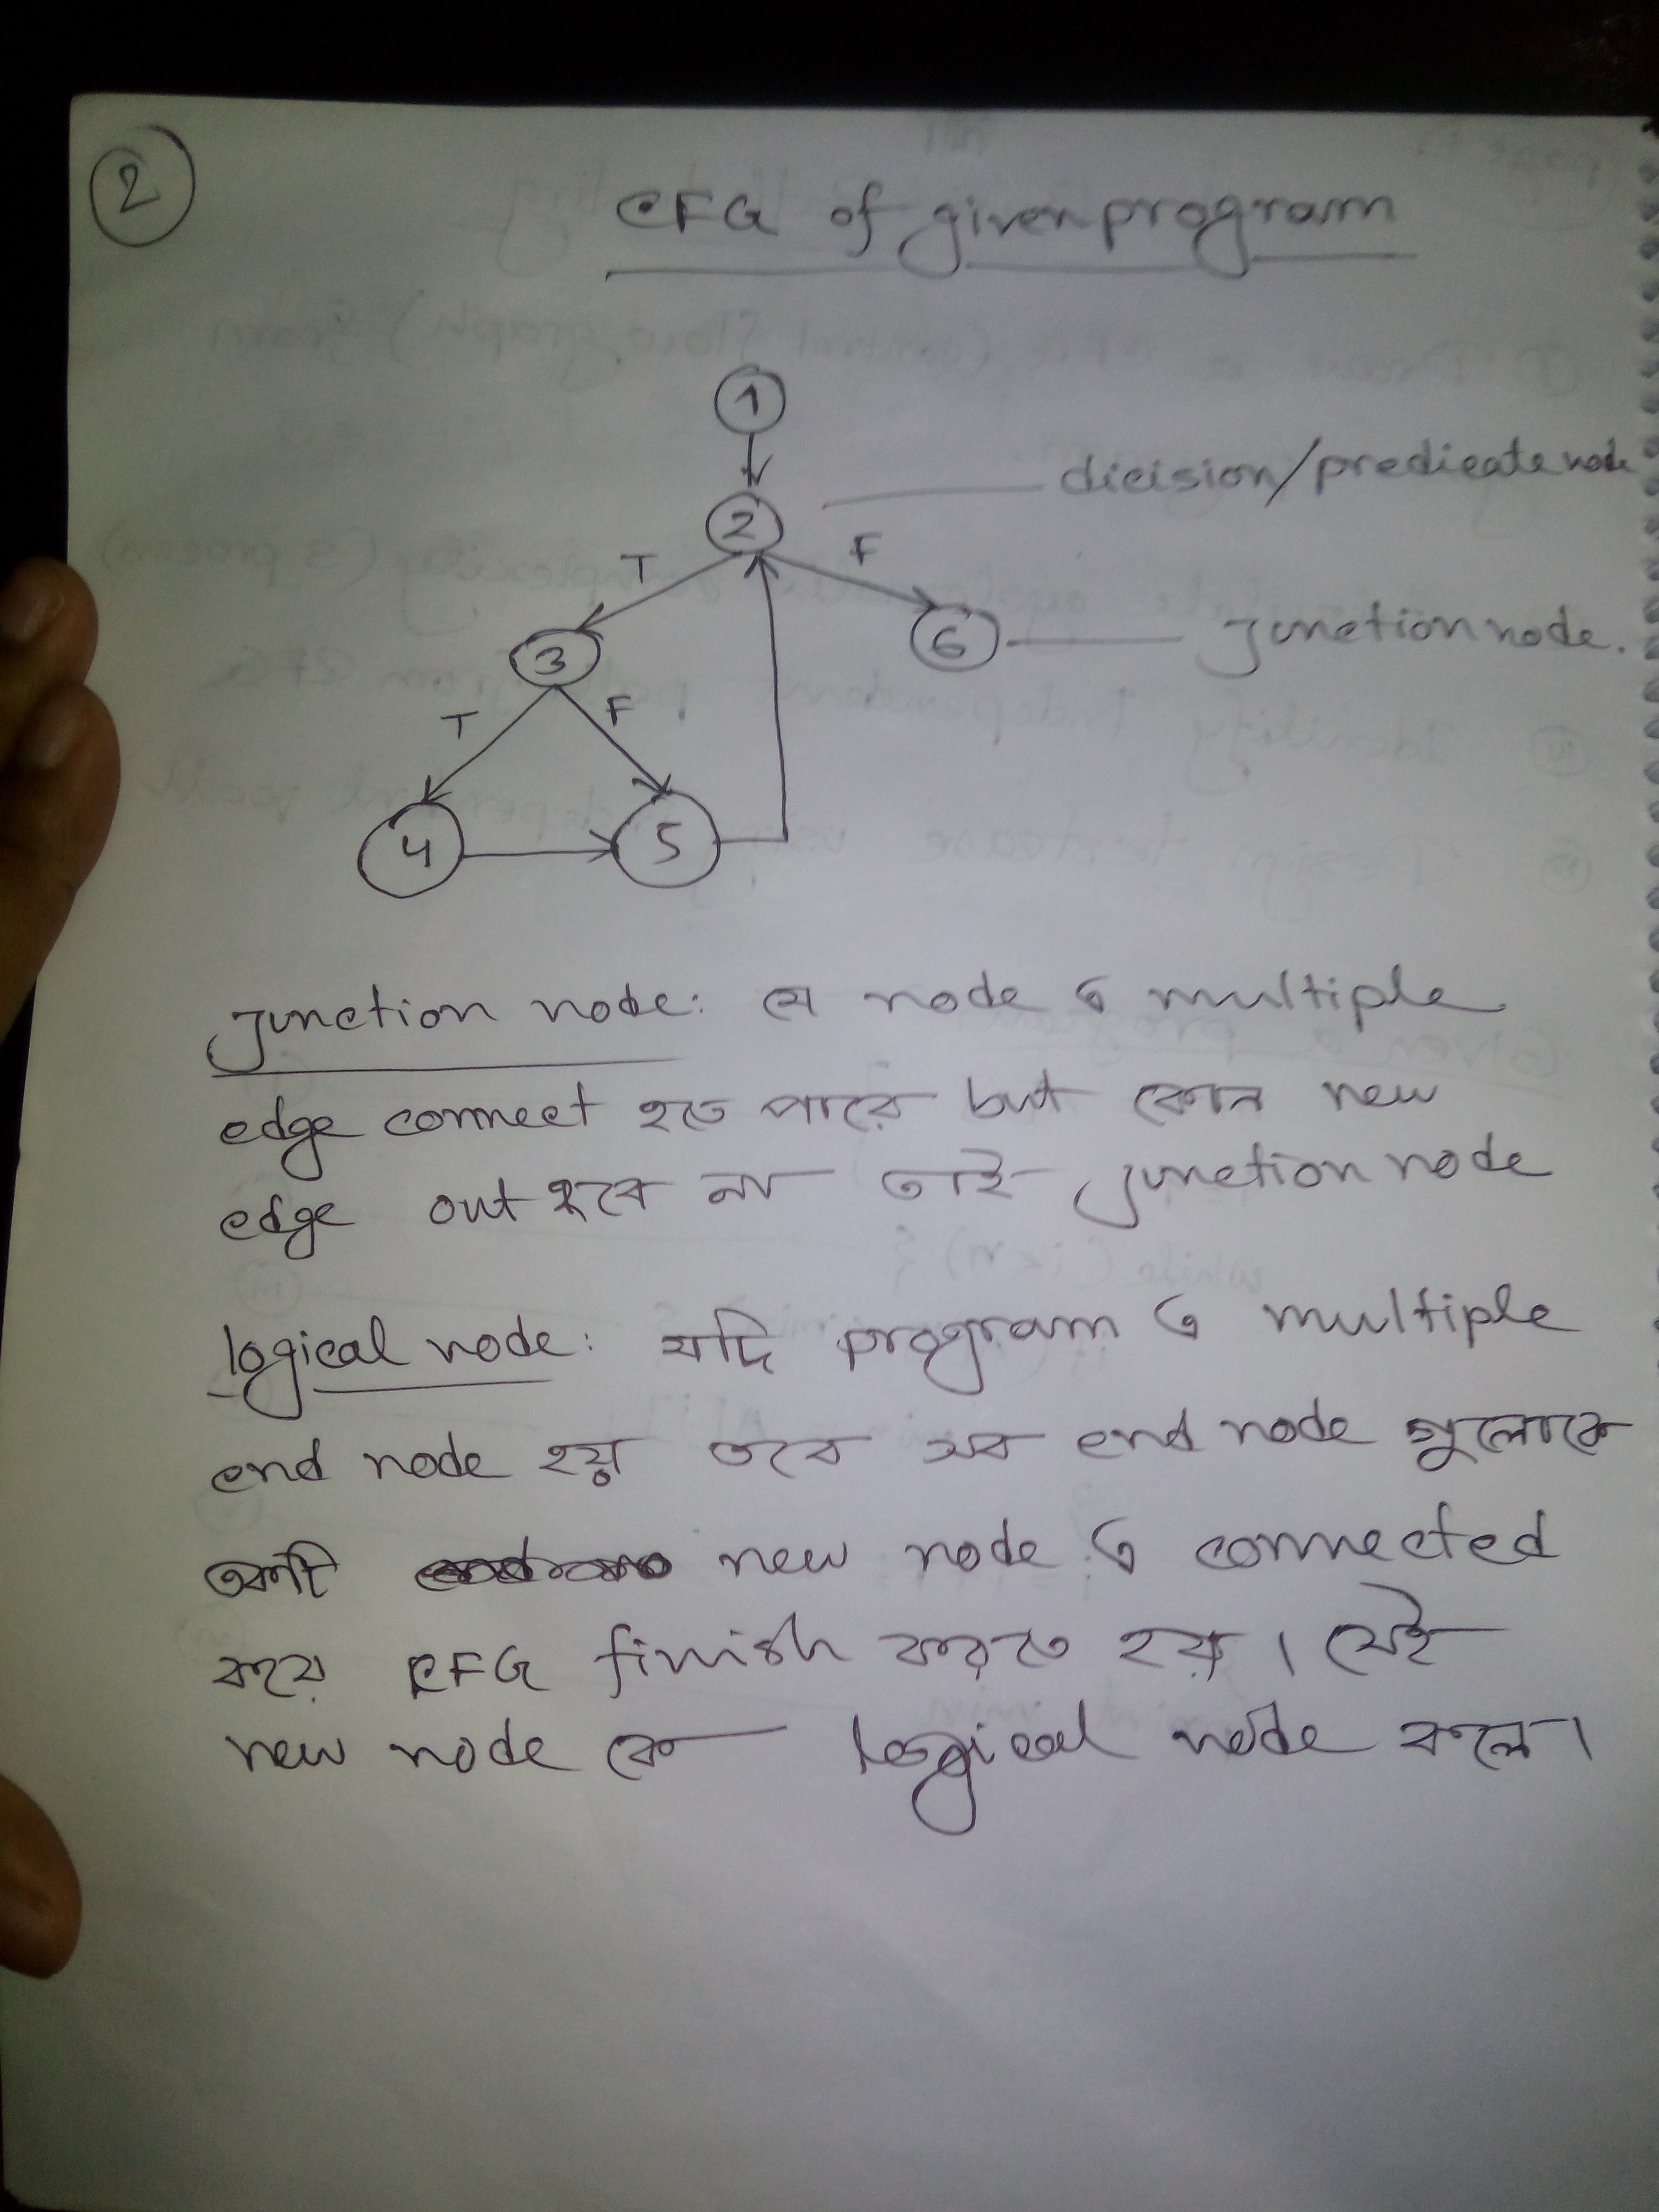 2
CFG of given program
1
dicision/predicate node
2
T F
3
6
Junction node.
T F
4
5
Junction node: যে node এ multiple
edge connect হতে পারে but কোন new
edge out হবে না তাই Junction node
logical node: যদি program এ multiple
end node হয় তবে সব end node গুলোকে
একটি new node এ connected
করে CFG finish করতে হয়। সেই
new node কে logical node বলে।